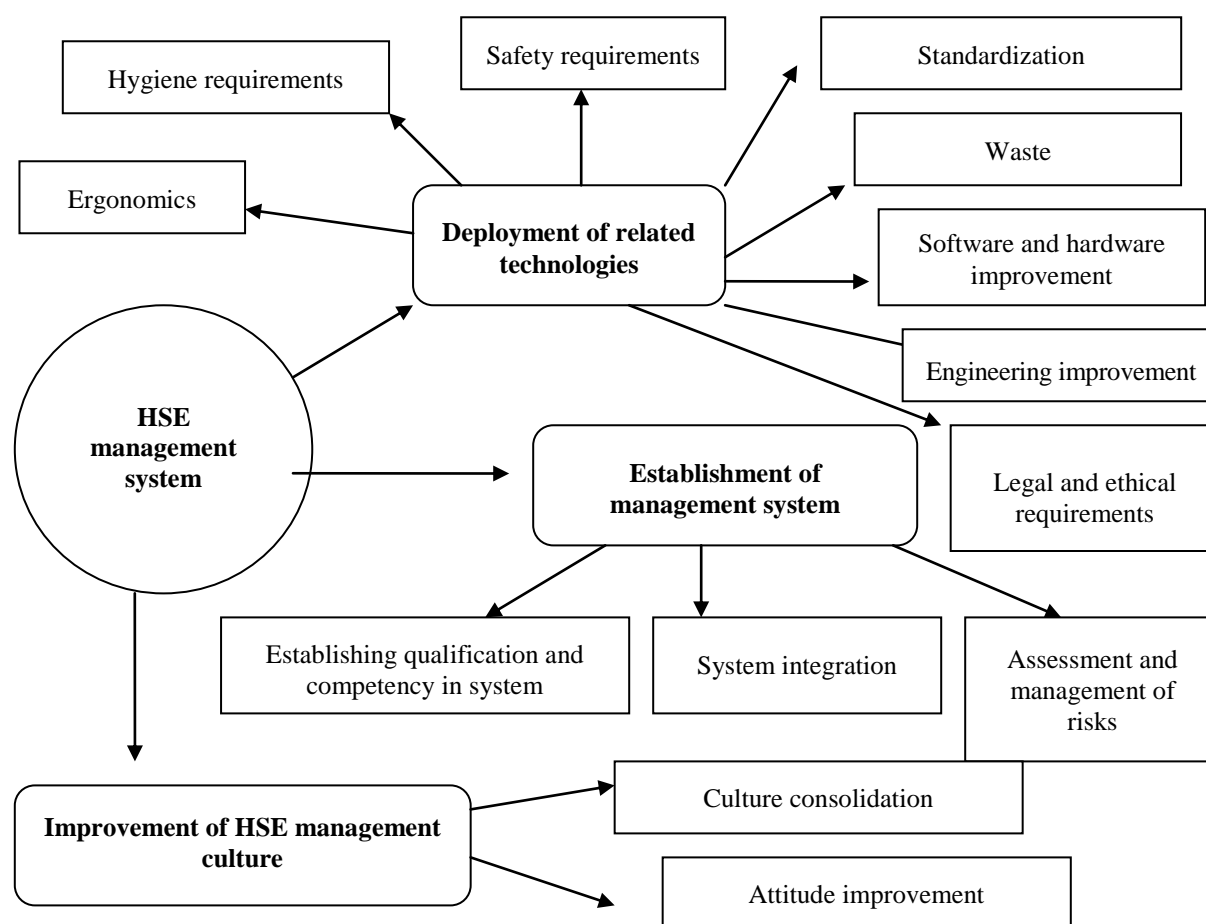 Safety requirements
Standardization
Hygiene requirements
Waste
Ergonomics
Deployment of related
technologies
Software and hardware
improvement
Engineering improvement
HSE
management
system
Establishment of
management system
Legal and ethical
requirements
Establishing qualification and
competency in system
System integration
Assessment and
management of
risks
Culture consolidation
Improvement of HSE management
culture
Attitude improvement